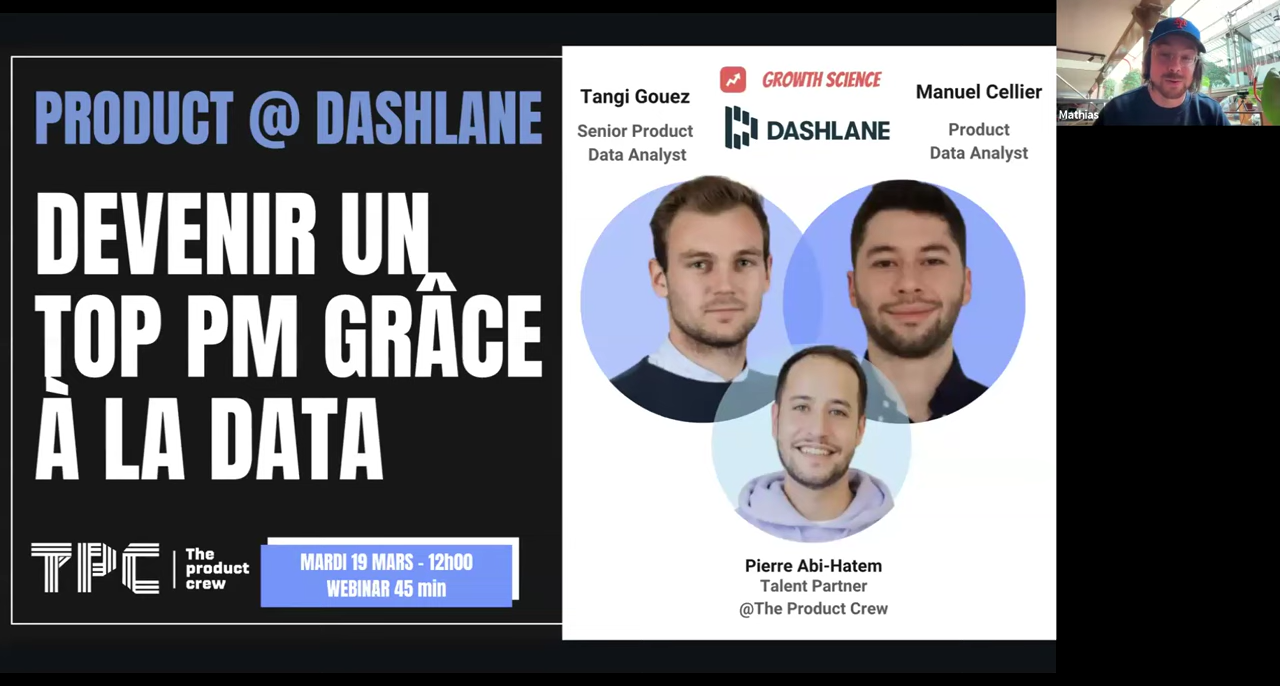 PRODUCT @ DASHLANE
DEVENIR UN
TOP PM GRÂCE
À LA DATA
TPC
The
product
crew
MARDI 19 MARS - 12h00
WEBINAR 45 min
Tangi Gouez
Senior Product
Data Analyst
GROWTH SCIENCE
DASHLANE
Manuel Cellier
Product
Data Analyst
Pierre Abi-Hatem
Talent Partner
@The Product Crew
Mathias